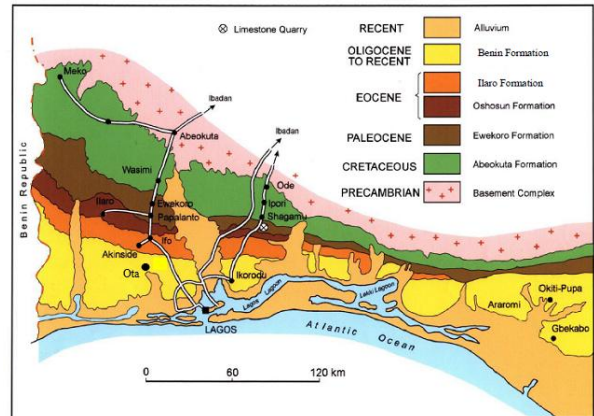 Limestone Quarry
RECENT
Alluvium
OLIGOCENE
TO RECENT
Benin Formation
EOCENE
Ilaro Formation
Oshosun Formation
PALEOCENE
Ewekoro Formation
CRETACEOUS
Abeokuta Formation
PRECAMBRIAN
Basement Complex
Meko
Ibadan
Abeokuta
Ibadan
Wasimi
Ode
Ilaro
Ewekoro
Ipon
Papalanto
Shagamu
Benin Republic
Ifo
Akinside
Ota
Ikorodu
Lagos Lagoon
Lekki Lagoon
Okiti-Pupa
Araromi
LAGOS
Gbekabo
Atlantic Ocean
0 60 120 km